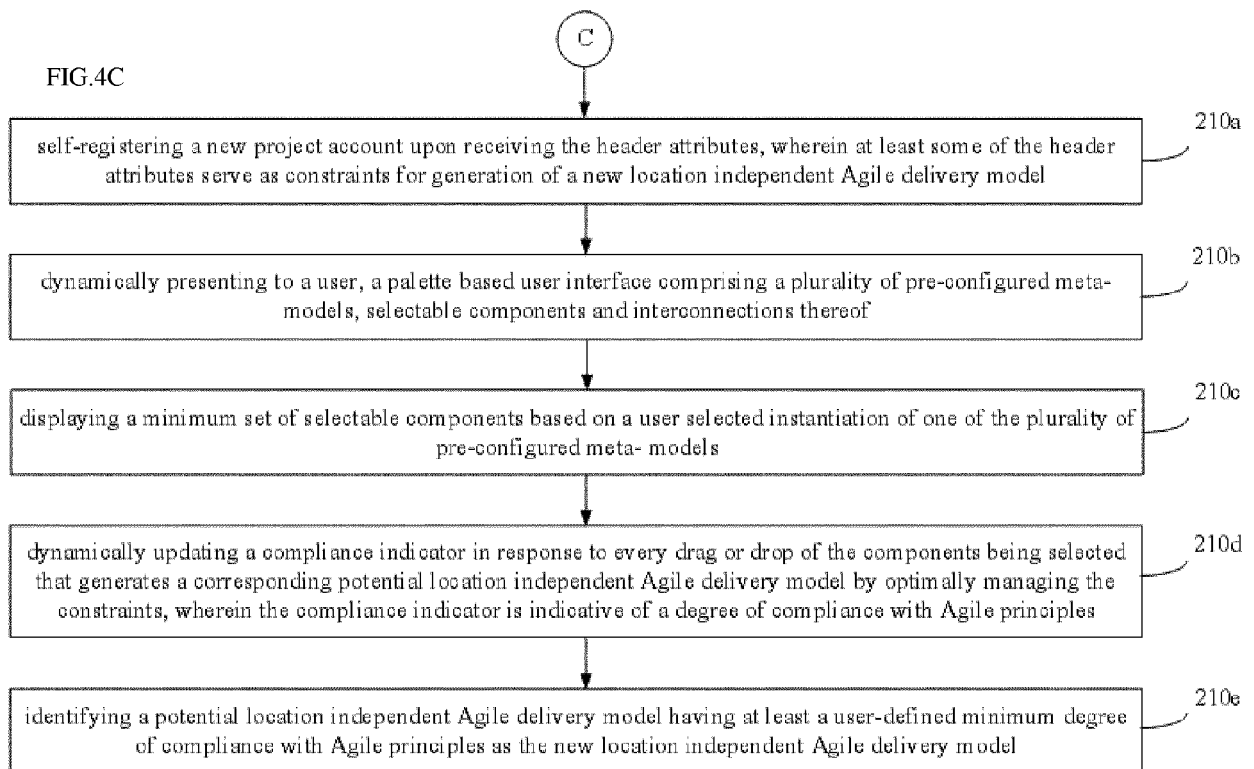 C
FIG.4C
210a
self-registering a new project account upon receiving the header attributes, wherein at least some of the header
attributes serve as constraints for generation of a new location independent Agile delivery model
210b
dynamically presenting to a user, a palette based user interface comprising a plurality of pre-configured meta-
models, selectable components and interconnections thereof
210c
displaying a minimum set of selectable components based on a user selected instantiation of one of the plurality of
pre-configured meta- models
210d
dynamically updating a compliance indicator in response to every drag or drop of the components being selected
that generates a corresponding potential location independent Agile delivery model by optimally managing the
constraints, wherein the compliance indicator is indicative of a degree of compliance with Agile principles
210e
identifying a potential location independent Agile delivery model having at least a user-defined minimum degree
of compliance with Agile principles as the new location independent Agile delivery model